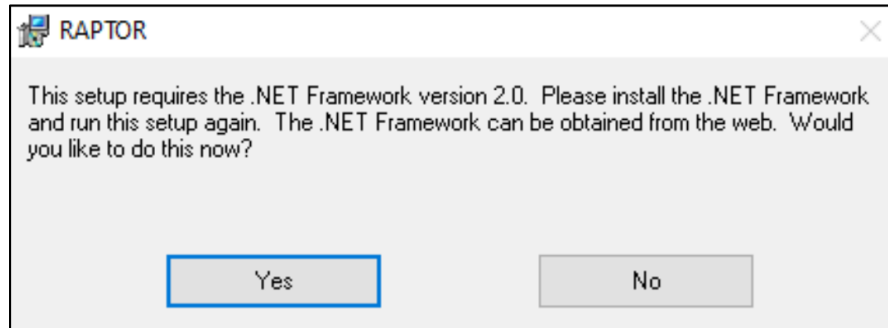 RAPTOR
This setup requires the .NET Framework version 2.0.  Please install the .NET Framework
and run this setup again.  The .NET Framework can be obtained from the web.  Would
you like to do this now?
Yes
No